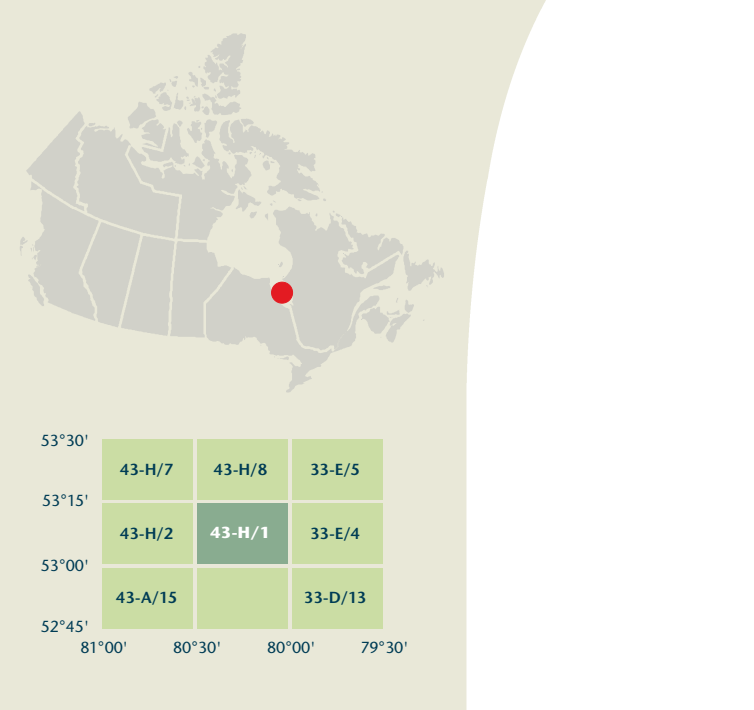 53°30'
43-H/7 43-H/8 33-E/5
53°15'
43-H/2 43-H/1 33-E/4
53°00'
43-A/15 33-D/13
52°45'
81°00' 80°30' 80°00' 79°30'